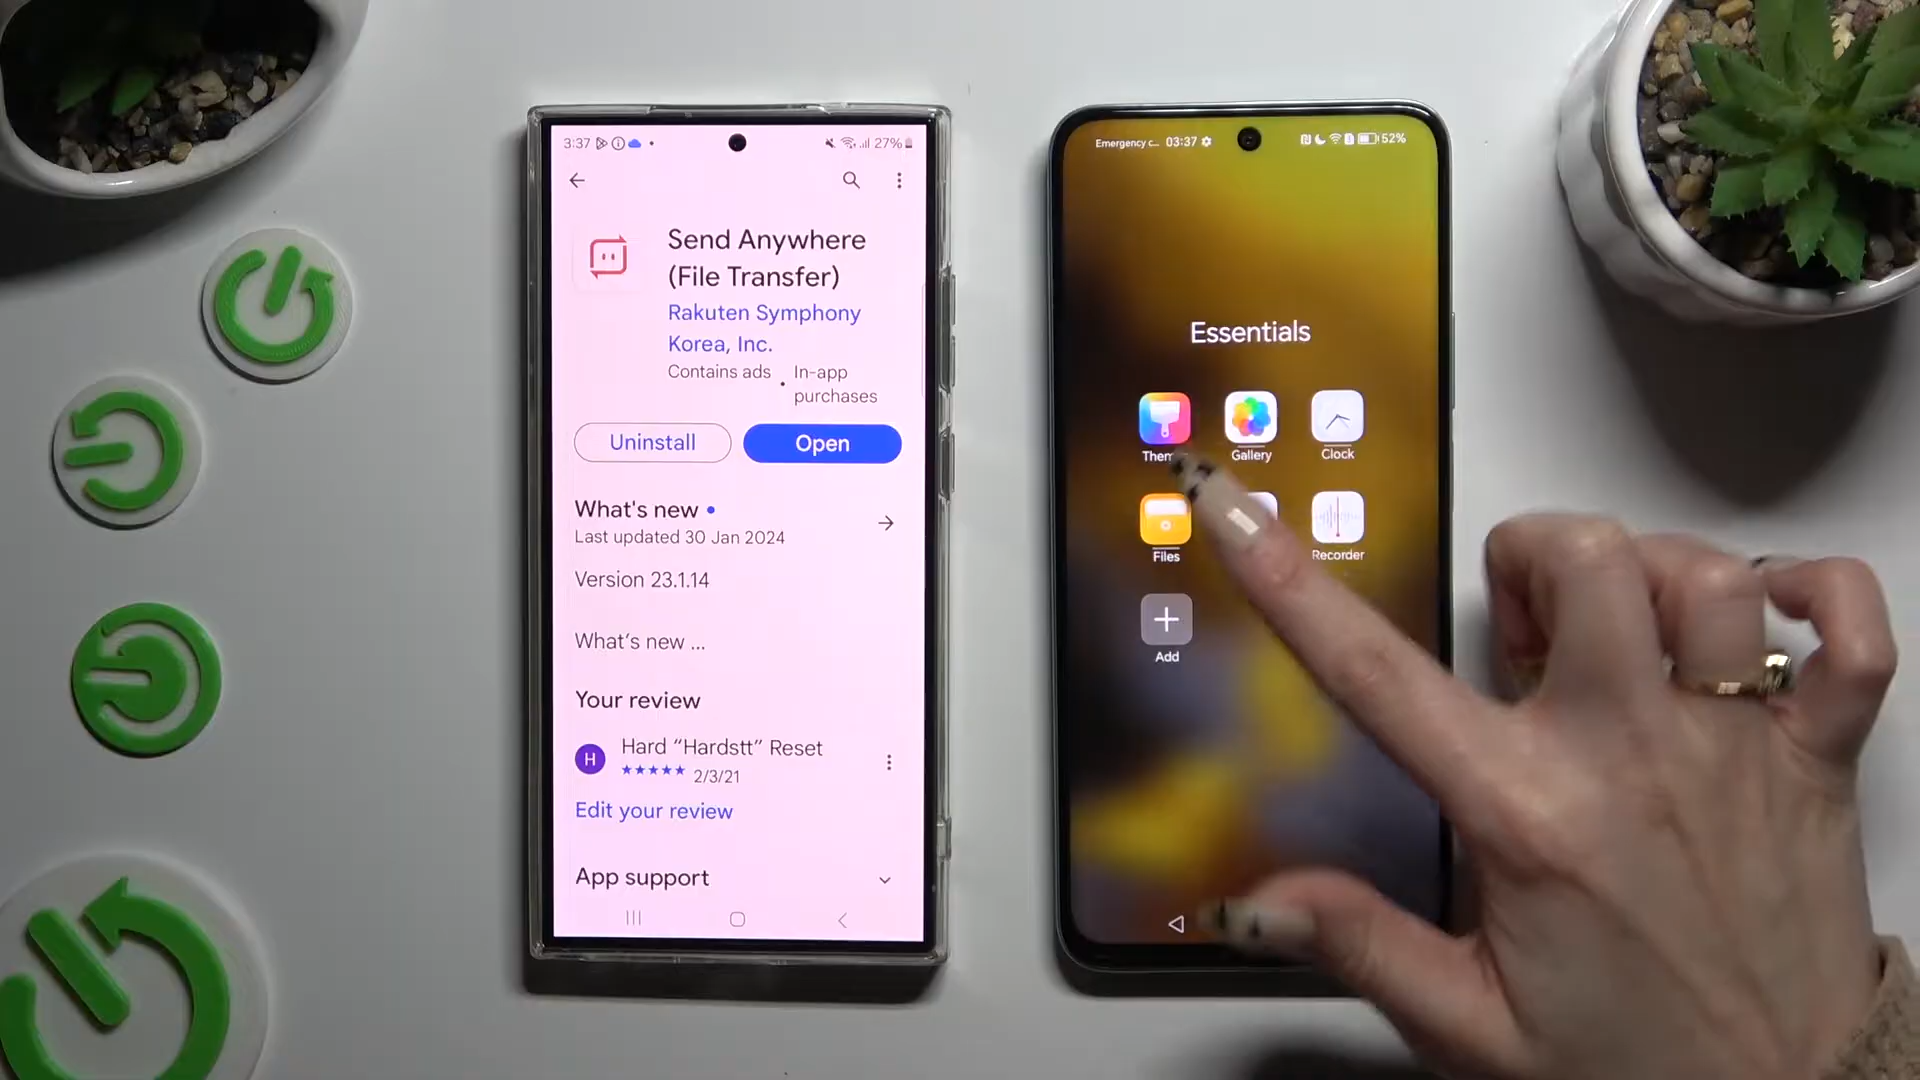 3:37
27%
Send Anywhere
(File Transfer)
Rakuten Symphony
Korea, Inc.
Contains ads
In-app
purchases
Uninstall
Open
What's new
Last updated 30 Jan 2024
Version 23.1.14
What's new ...
Your review
H
Hard "Hardstt" Reset
★★★★★ 2/3/21
Edit your review
App support
Emergency c... 03:37
52%
Essentials
Gallery
Clock
Files
Recorder
Add